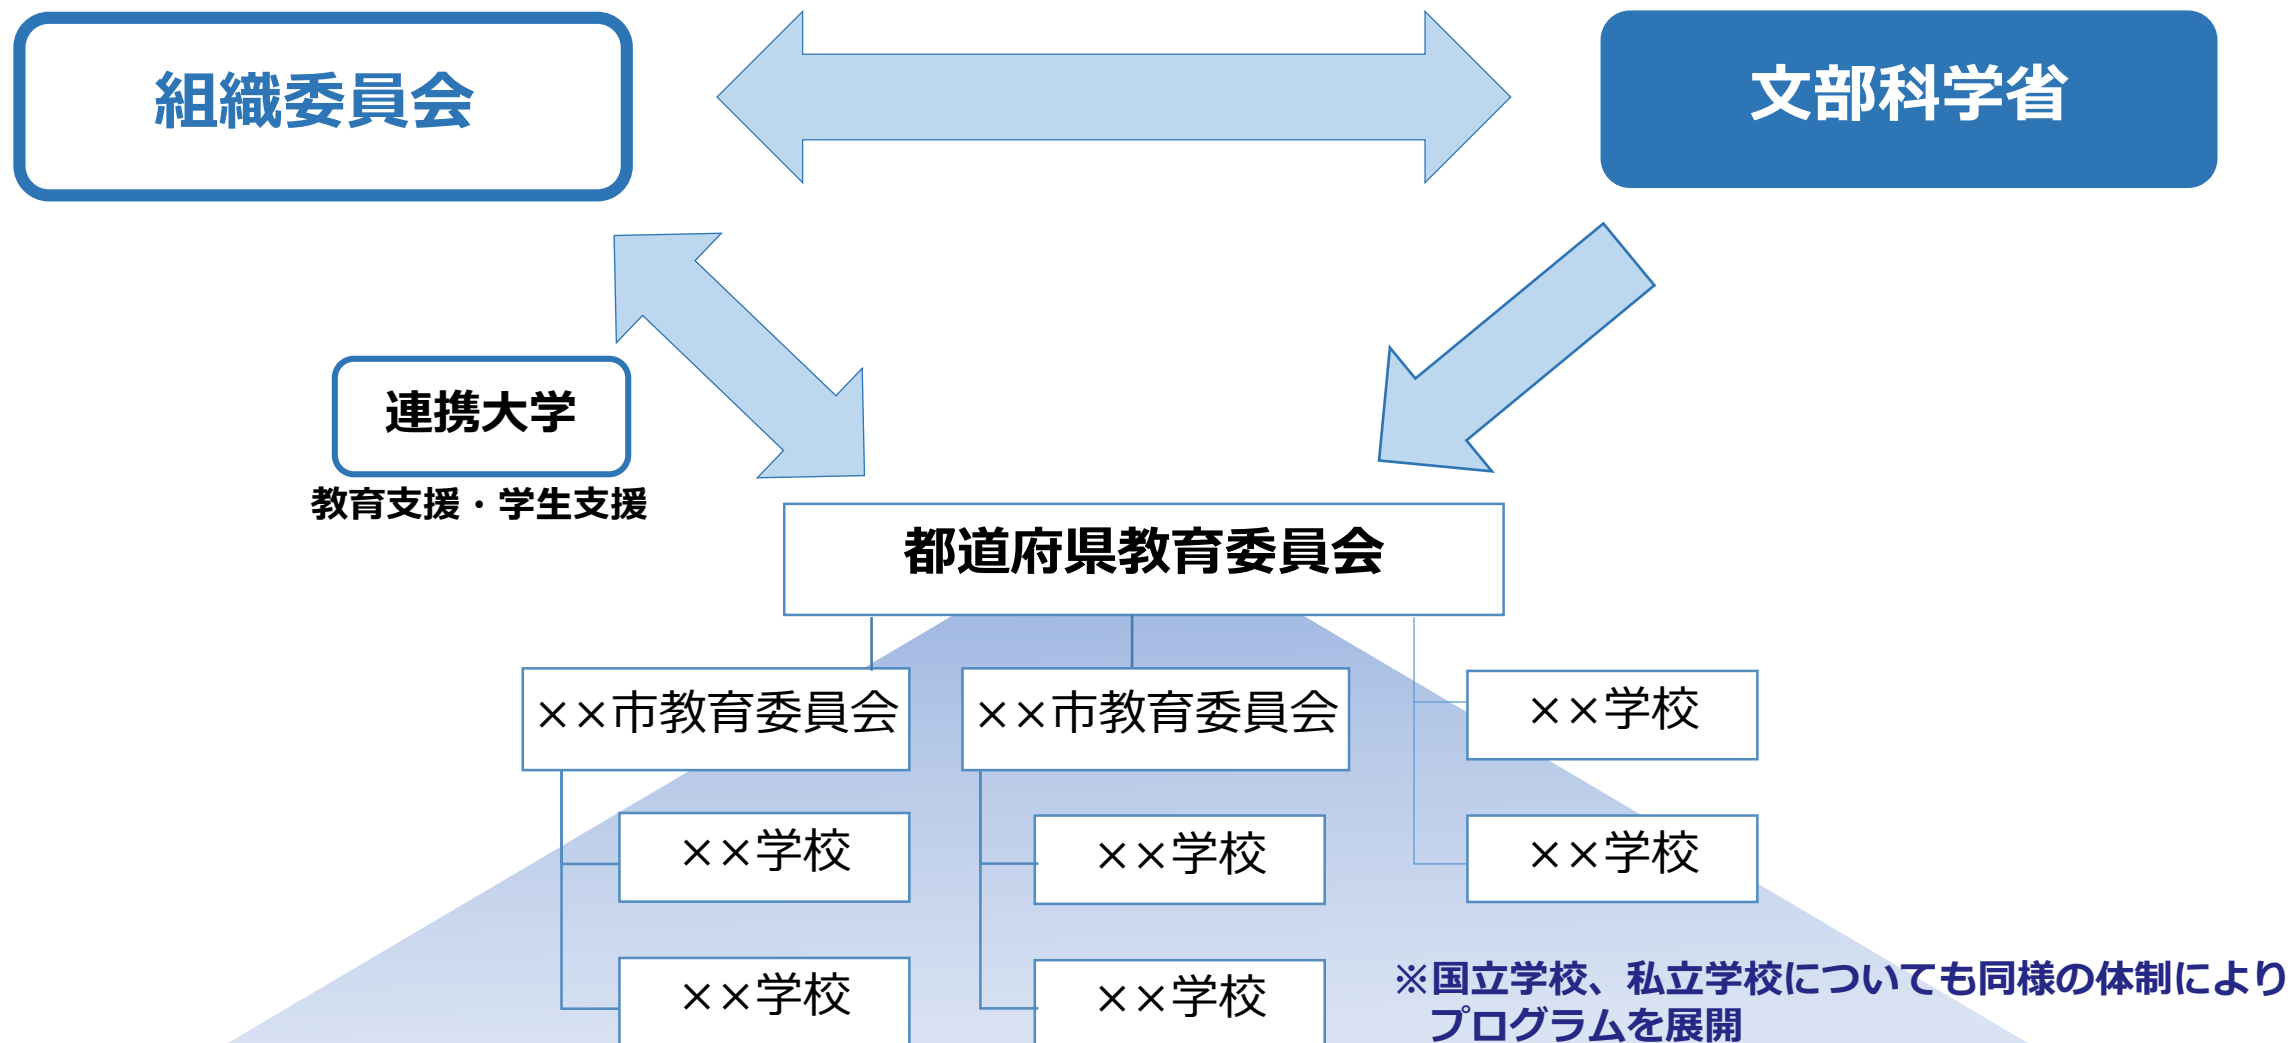 組織委員会
文部科学省
連携大学
教育支援・学生支援
都道府県教育委員会
××市教育委員会
××市教育委員会
××学校
××学校
××学校
××学校
××学校
××学校
※国立学校、私立学校についても同様の体制により
プログラムを展開